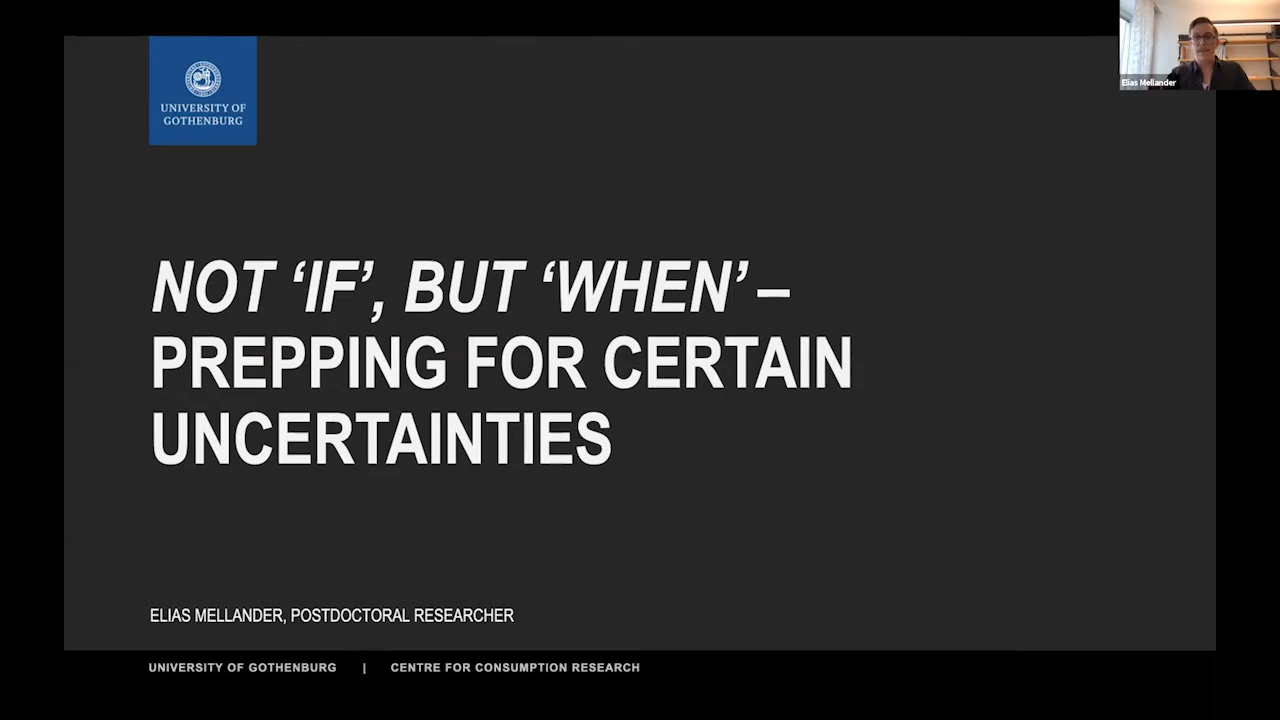 Elias Mellander
UNIVERSITY OF
GOTHENBURG
NOT ‘IF’, BUT ‘WHEN’ –
PREPPING FOR CERTAIN
UNCERTAINTIES
ELIAS MELLANDER, POSTDOCTORAL RESEARCHER
UNIVERSITY OF GOTHENBURG | CENTRE FOR CONSUMPTION RESEARCH